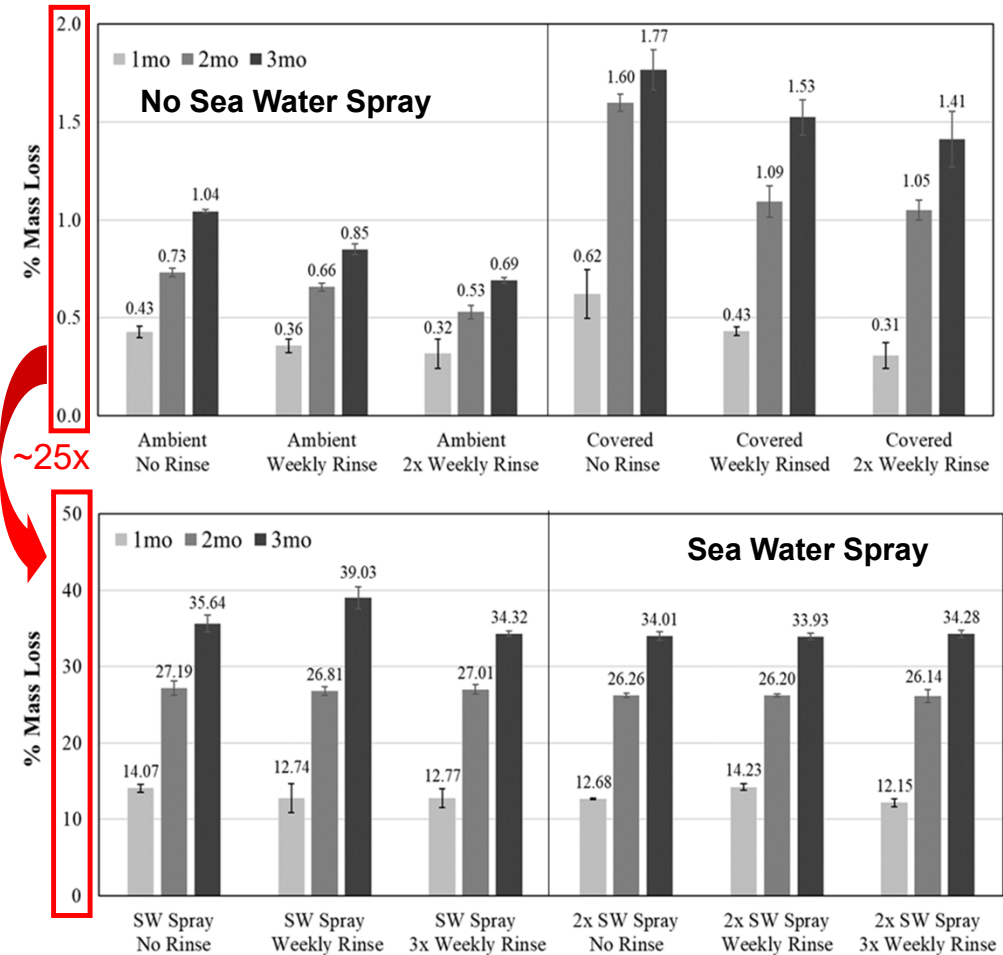 2.0
1.5
1.0
0.5
0.0
% Mass Loss
1mo 2mo 3mo
No Sea Water Spray
0.43 0.73 1.04
0.36 0.66 0.85
0.32 0.53 0.69
0.62 1.60 1.77
0.43 1.09 1.53
0.31 1.05 1.41
Ambient
No Rinse
Ambient
Weekly Rinse
Ambient
2x Weekly Rinse
Covered
No Rinse
Covered
Weekly Rinsed
Covered
2x Weekly Rinse
~25x
50
40
30
20
10
0
% Mass Loss
1mo 2mo 3mo
Sea Water Spray
14.07 27.19 35.64
12.74 26.81 39.03
12.77 27.01 34.32
12.68 26.26 34.01
14.23 26.20 33.93
12.15 26.14 34.28
SW Spray
No Rinse
SW Spray
Weekly Rinse
SW Spray
3x Weekly Rinse
2x SW Spray
No Rinse
2x SW Spray
Weekly Rinse
2x SW Spray
3x Weekly Rinse